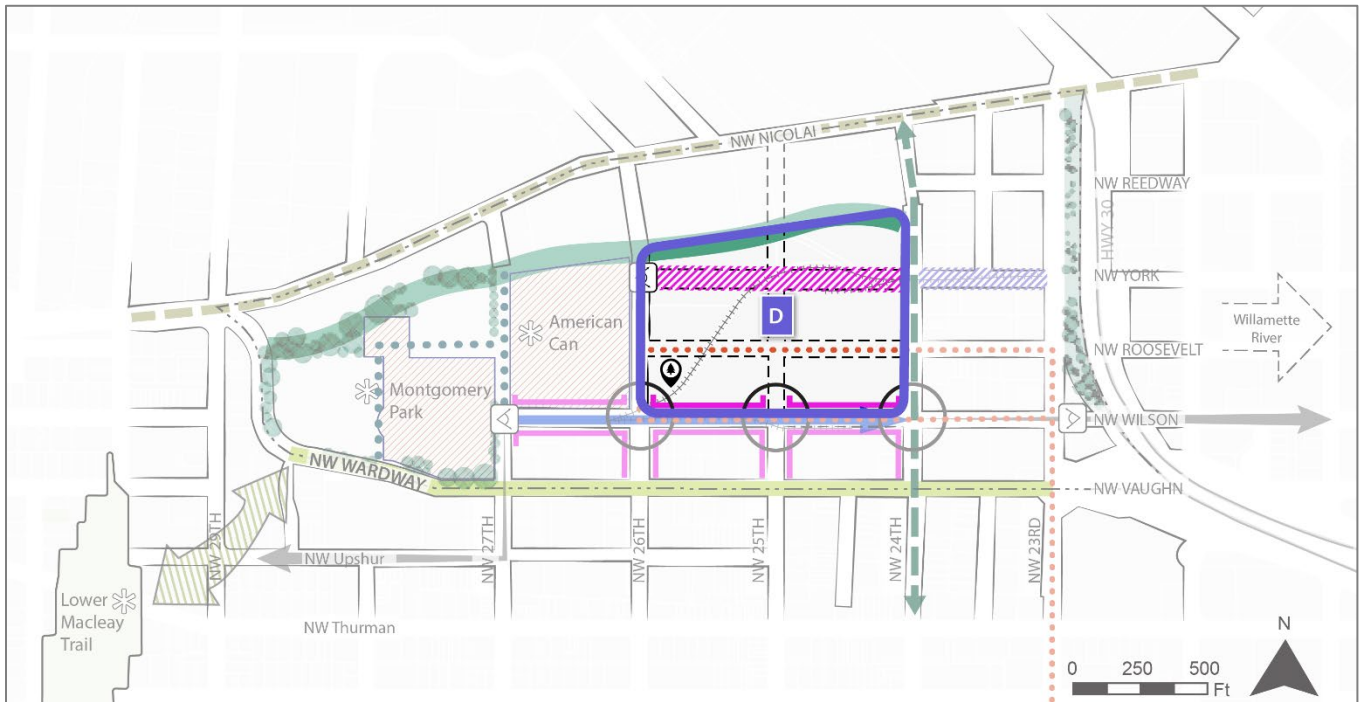 NW NICOLAI
NW REEDWAY
HWY 30
NW YORK
D
American
Can
Willamette
River
NW ROOSEVELT
Montgomery
Park
NW WILSON
NW WARDWAY
NW VAUGHN
NW 29TH
NW 27TH
NW 26TH
NW 25TH
NW 24TH
NW 23RD
NW Upshur
Lower
Macleay
Trail
NW Thurman
N
0 250 500
Ft